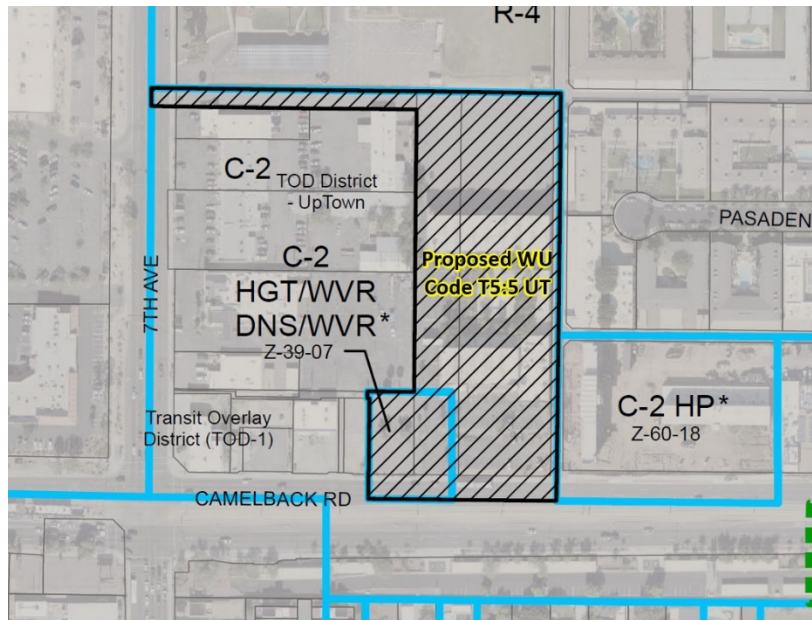 R-4
C-2 TOD District
- UpTown
PASADEN
C-2
HGT/WVR
DNS/WVR*
Z-39-07
Proposed WU
Code T5:5 UT
7TH AVE
Transit Overlay
District (TOD-1)
C-2 HP*
Z-60-18
CAMELBACK RD